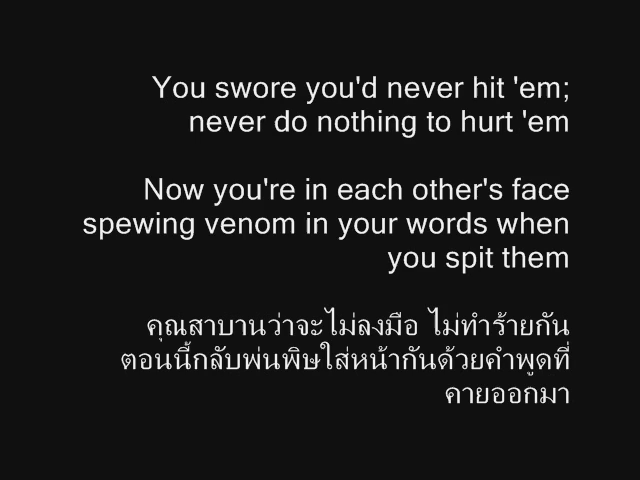 You swore you'd never hit 'em;
never do nothing to hurt 'em
Now you're in each other's face
spewing venom in your words when
you spit them
คุณสาบานว่าจะไม่ลงมือ ไม่ทำร้ายกัน
ตอนนี้กลับพ่นพิษใส่หน้ากันด้วยคำพูดที่
คายออกมา